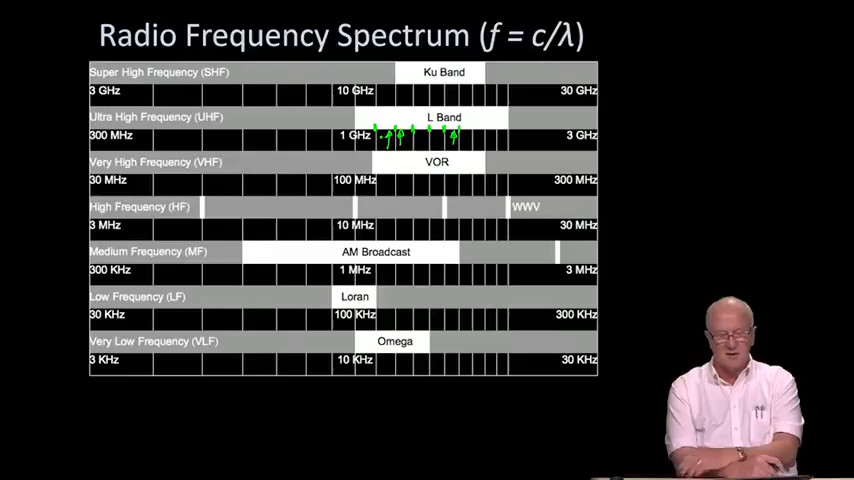 Radio Frequency Spectrum (f = c/λ)
Super High Frequency (SHF) Ku Band
3 GHz 10 GHz 30 GHz
Ultra High Frequency (UHF) L Band
300 MHz 1 GHz 3 GHz
Very High Frequency (VHF) VOR
30 MHz 100 MHz 300 MHz
High Frequency (HF) WWV
3 MHz 10 MHz 30 MHz
Medium Frequency (MF) AM Broadcast
300 KHz 1 MHz 3 MHz
Low Frequency (LF) Loran
30 KHz 100 KHz 300 KHz
Very Low Frequency (VLF) Omega
3 KHz 10 KHz 30 KHz